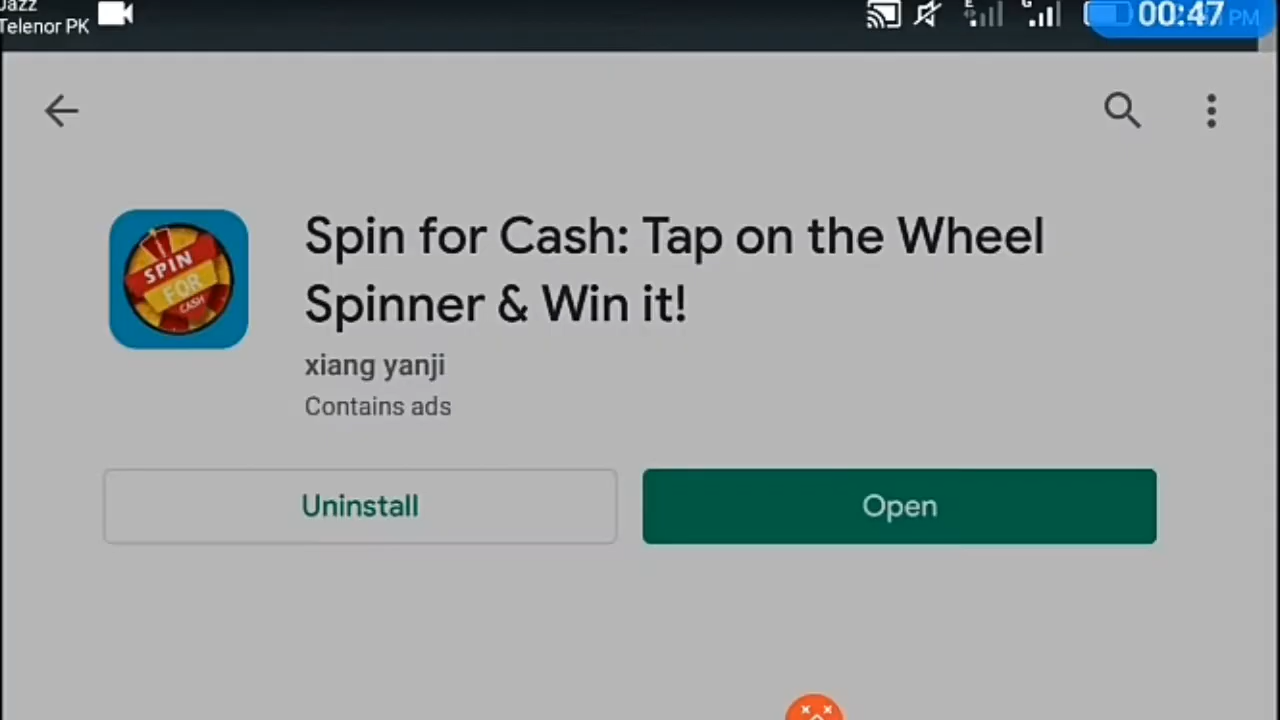 Jazz
Telenor PK
00:47 PM
Spin for Cash: Tap on the Wheel
Spinner & Win it!
SPIN
FOR
CASH
xiang yanji
Contains ads
Uninstall
Open